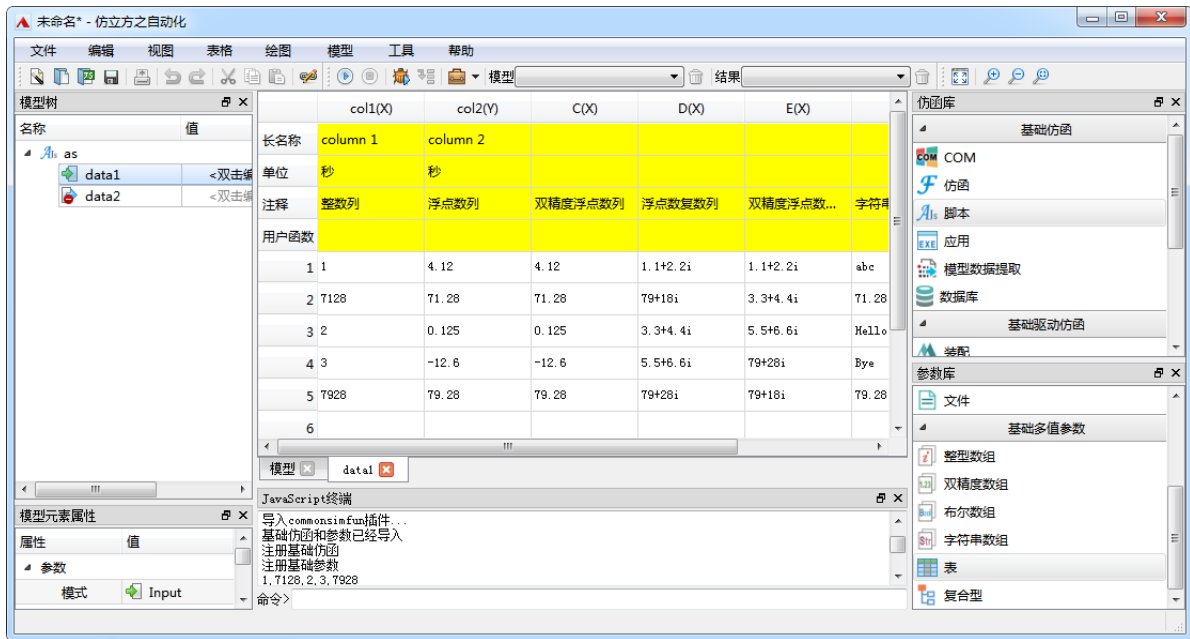 未命名* - 仿立方之自动化
文件 编辑 视图 表格 绘图 模型 工具 帮助
模型 结果
模型树
名称 值
as
data1 <双击编
data2 <双击编
col1(X) col2(Y) C(X) D(X) E(X)
长名称 column 1 column 2
单位 秒 秒
注释 整数列 浮点数列 双精度浮点数列 浮点数复数列 双精度浮点数... 字符串
用户函数
1 1 4.12 4.12 1.1+2.2i 1.1+2.2i abc
2 7128 71.28 71.28 79+18i 3.3+4.4i 71.28
3 2 0.125 0.125 3.3+4.4i 5.5+6.6i Hello
4 3 -12.6 -12.6 5.5+6.6i 79+28i Bye
5 7928 79.28 79.28 79+28i 79+18i 79.28
6
模型 data1
JavaScript终端
导入commonsimfun插件...
基础仿函和参数已经导入
注册基础仿函
注册基础参数
1,7128,2,3,7928
命令>
模型元素属性
属性 值
参数
模式 Input
仿函库
基础仿函
COM COM
仿函
脚本
EXE 应用
模型数据提取
数据库
基础驱动仿函
装配
参数库
文件
基础多值参数
整型数组
双精度数组
布尔数组
Str 字符串数组
表
复合型